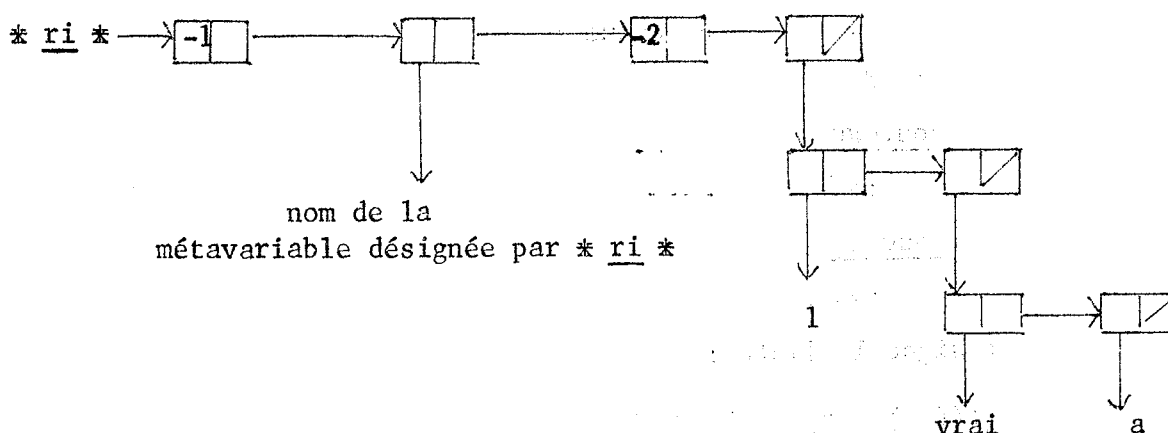 * ri * -1 -2
nom de la
métavariable désignée par * ri *
1
vrai a